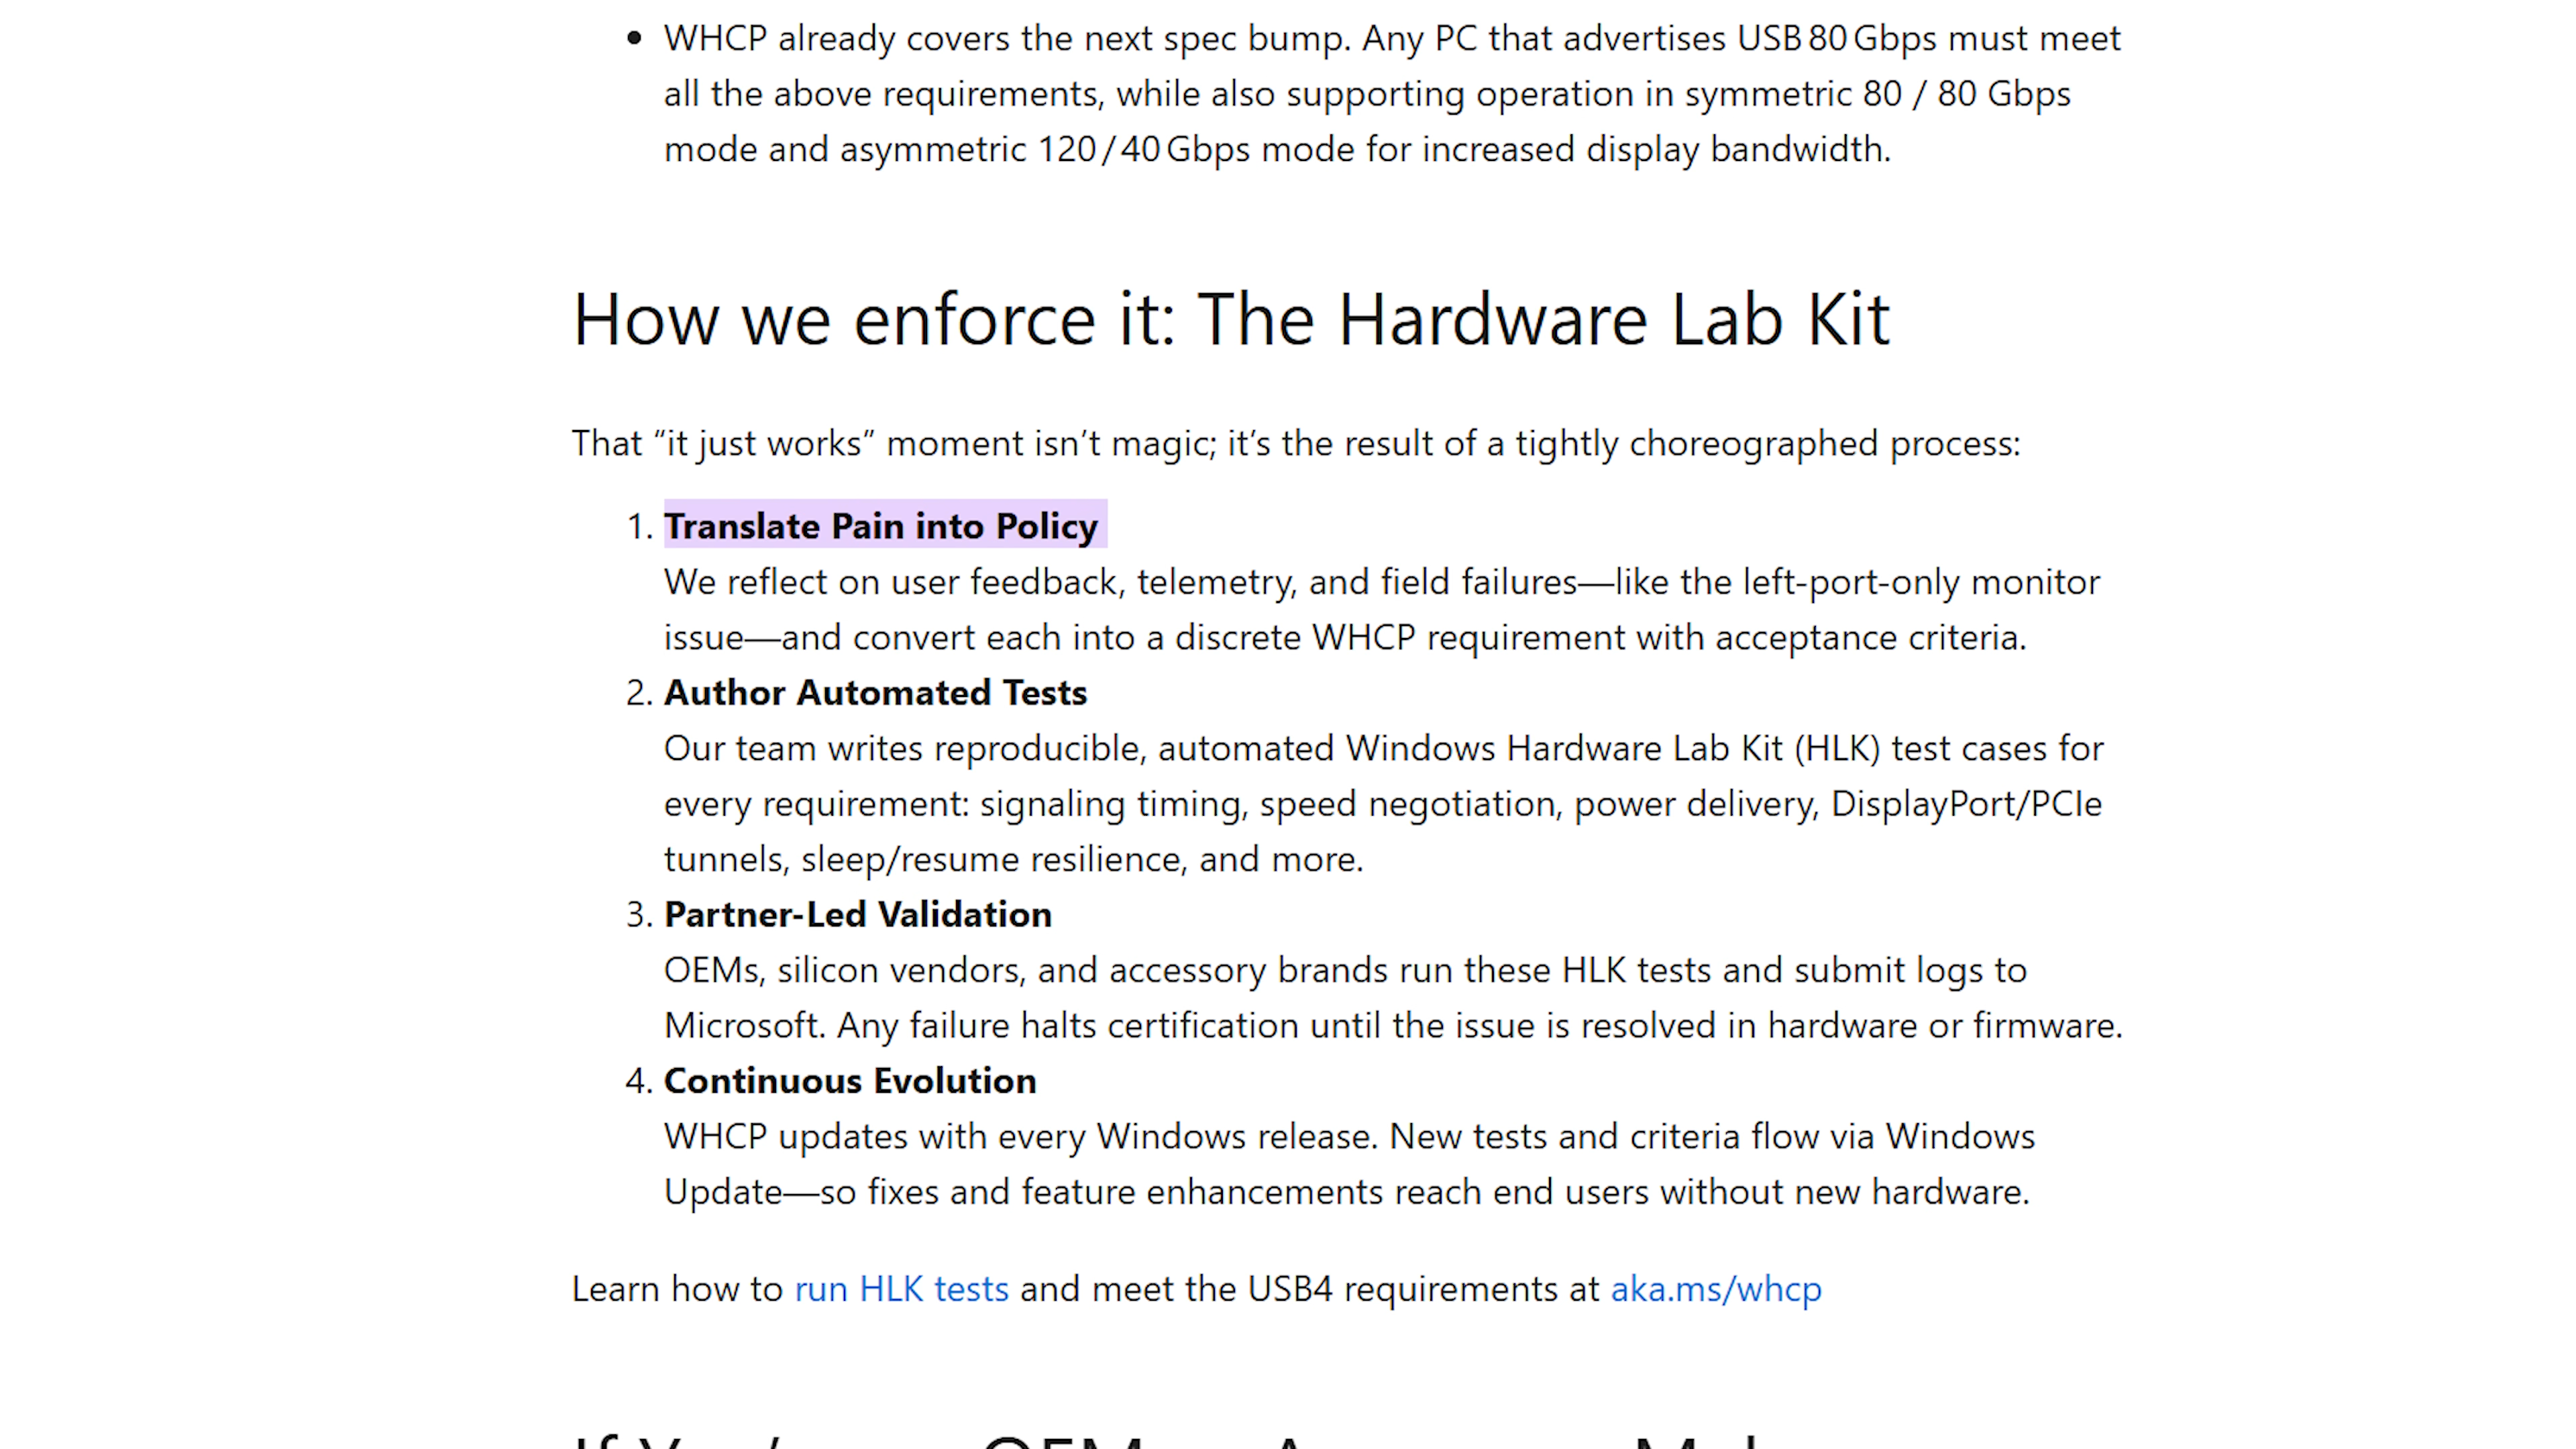 • WHCP already covers the next spec bump. Any PC that advertises USB 80 Gbps must meet
all the above requirements, while also supporting operation in symmetric 80 / 80 Gbps
mode and asymmetric 120 / 40 Gbps mode for increased display bandwidth.
How we enforce it: The Hardware Lab Kit
That “it just works” moment isn’t magic; it’s the result of a tightly choreographed process:
1. Translate Pain into Policy
We reflect on user feedback, telemetry, and field failures—like the left-port-only monitor
issue—and convert each into a discrete WHCP requirement with acceptance criteria.
2. Author Automated Tests
Our team writes reproducible, automated Windows Hardware Lab Kit (HLK) test cases for
every requirement: signaling timing, speed negotiation, power delivery, DisplayPort/PCIe
tunnels, sleep/resume resilience, and more.
3. Partner-Led Validation
OEMs, silicon vendors, and accessory brands run these HLK tests and submit logs to
Microsoft. Any failure halts certification until the issue is resolved in hardware or firmware.
4. Continuous Evolution
WHCP updates with every Windows release. New tests and criteria flow via Windows
Update—so fixes and feature enhancements reach end users without new hardware.
Learn how to run HLK tests and meet the USB4 requirements at aka.ms/whcp